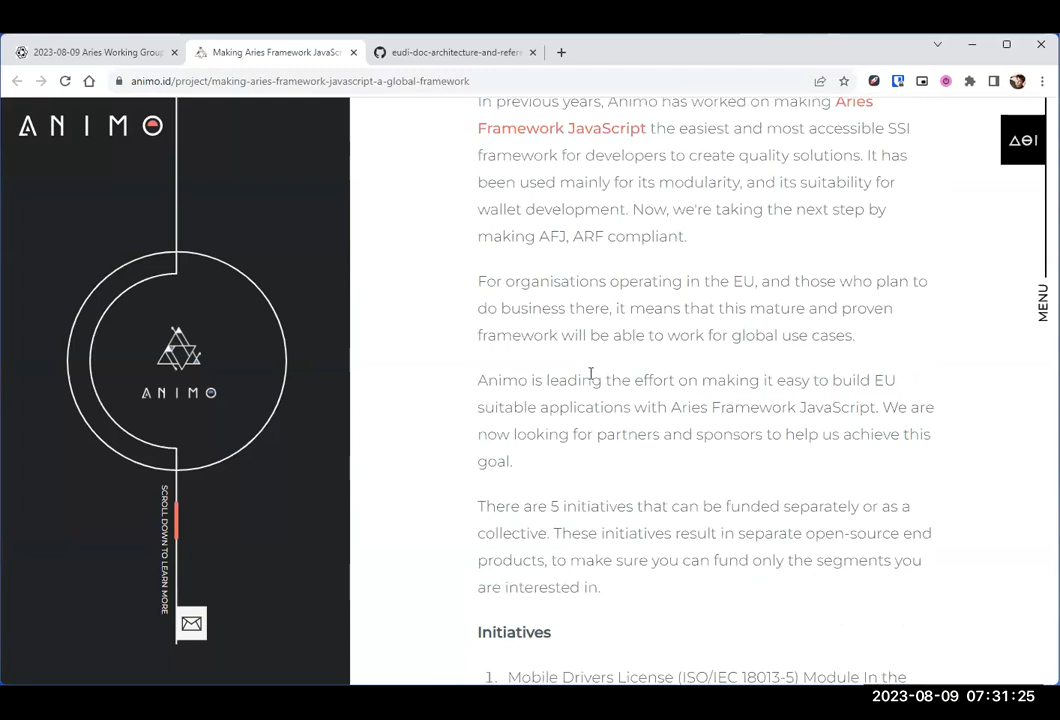 2023-08-09 Aries Working Group
Making Aries Framework JavaSc
eudi-doc-architecture-and-refere
animo.id/project/making-aries-framework-javascript-a-global-framework
ANIMO
In previous years, Animo has worked on making Aries
Framework JavaScript the easiest and most accessible SSI
framework for developers to create quality solutions. It has
been used mainly for its modularity, and its suitability for
wallet development. Now, we're taking the next step by
making AFJ, ARF compliant.
For organisations operating in the EU, and those who plan to
do business there, it means that this mature and proven
framework will be able to work for global use cases.
Animo is leading the effort on making it easy to build EU
suitable applications with Aries Framework JavaScript. We are
now looking for partners and sponsors to help us achieve this
goal.
There are 5 initiatives that can be funded separately or as a
collective. These initiatives result in separate open-source end
products, to make sure you can fund only the segments you
are interested in.
Initiatives
1. Mobile Drivers License (ISO/IEC 18013-5) Module In the
ANIMO
SCROLL DOWN TO LEARN MORE
MENU
2023-08-09 07:31:25